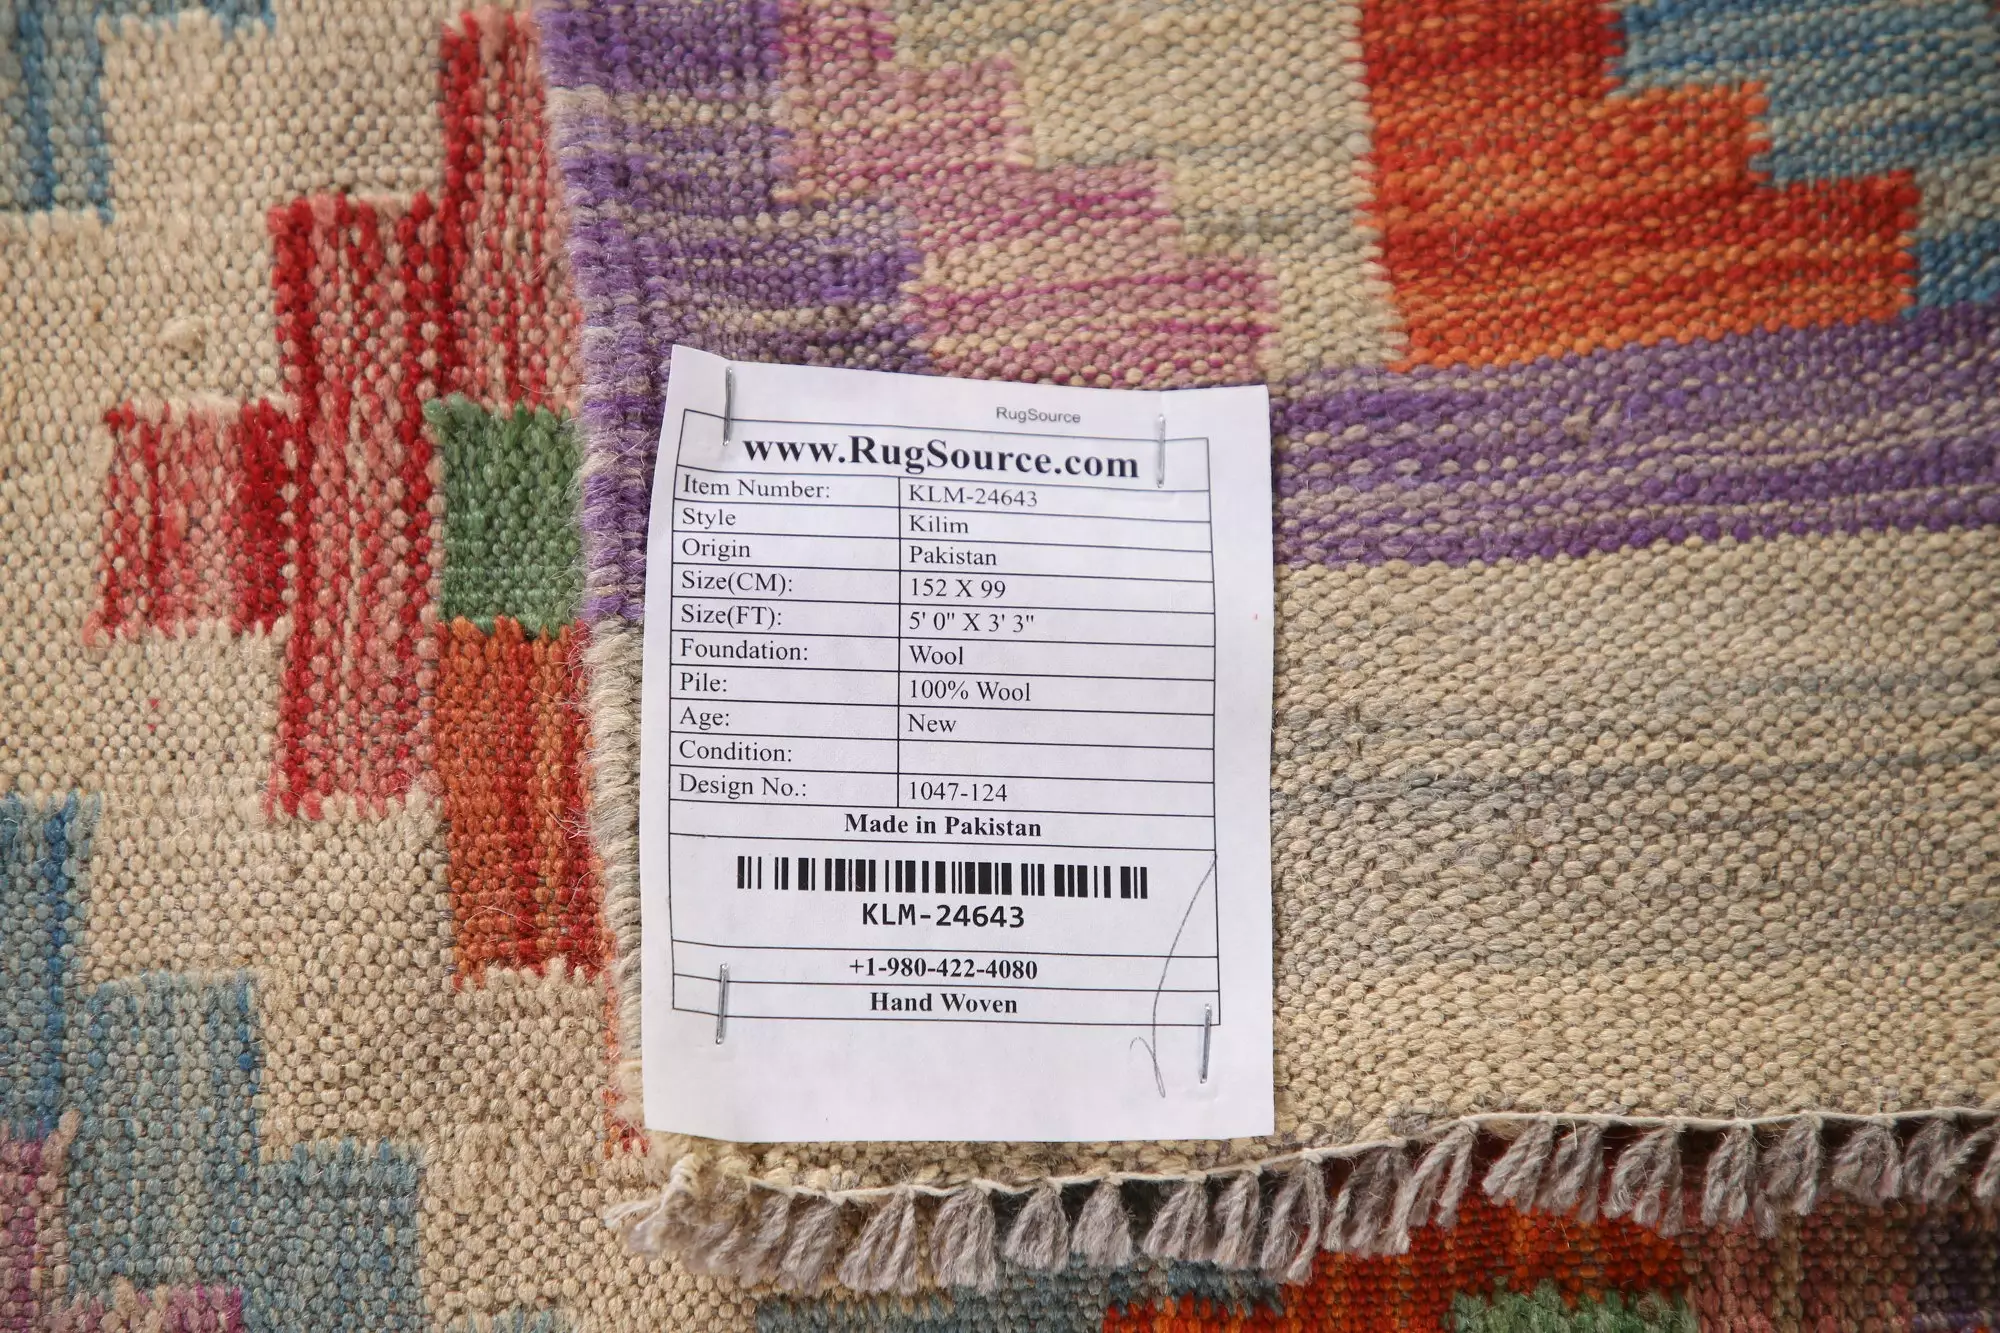 RugSource
www.RugSource.com
Item Number: KLM-24643
Style Kilim
Origin Pakistan
Size(CM): 152 X 99
Size(FT): 5' 0" X 3' 3"
Foundation: Wool
Pile: 100% Wool
Age: New
Condition:
Design No.: 1047-124
Made in Pakistan
KLM-24643
+1-980-422-4080
Hand Woven